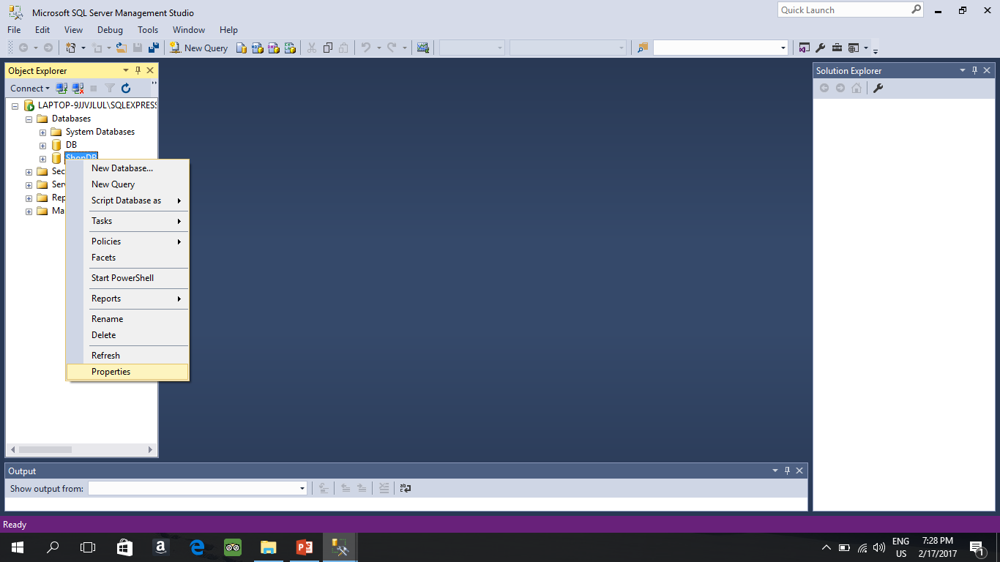 Microsoft SQL Server Management Studio
Quick Launch
File Edit View Debug Tools Window Help
New Query
Object Explorer
Connect
LAPTOP-9JJVJLUL\SQLEXPRESS
Databases
System Databases
DB
ShopDB
Sec
Ser
Rep
Ma
New Database...
New Query
Script Database as
Tasks
Policies
Facets
Start PowerShell
Reports
Rename
Delete
Refresh
Properties
Solution Explorer
Output
Show output from:
Ready
ENG
US
7:28 PM
2/17/2017
1